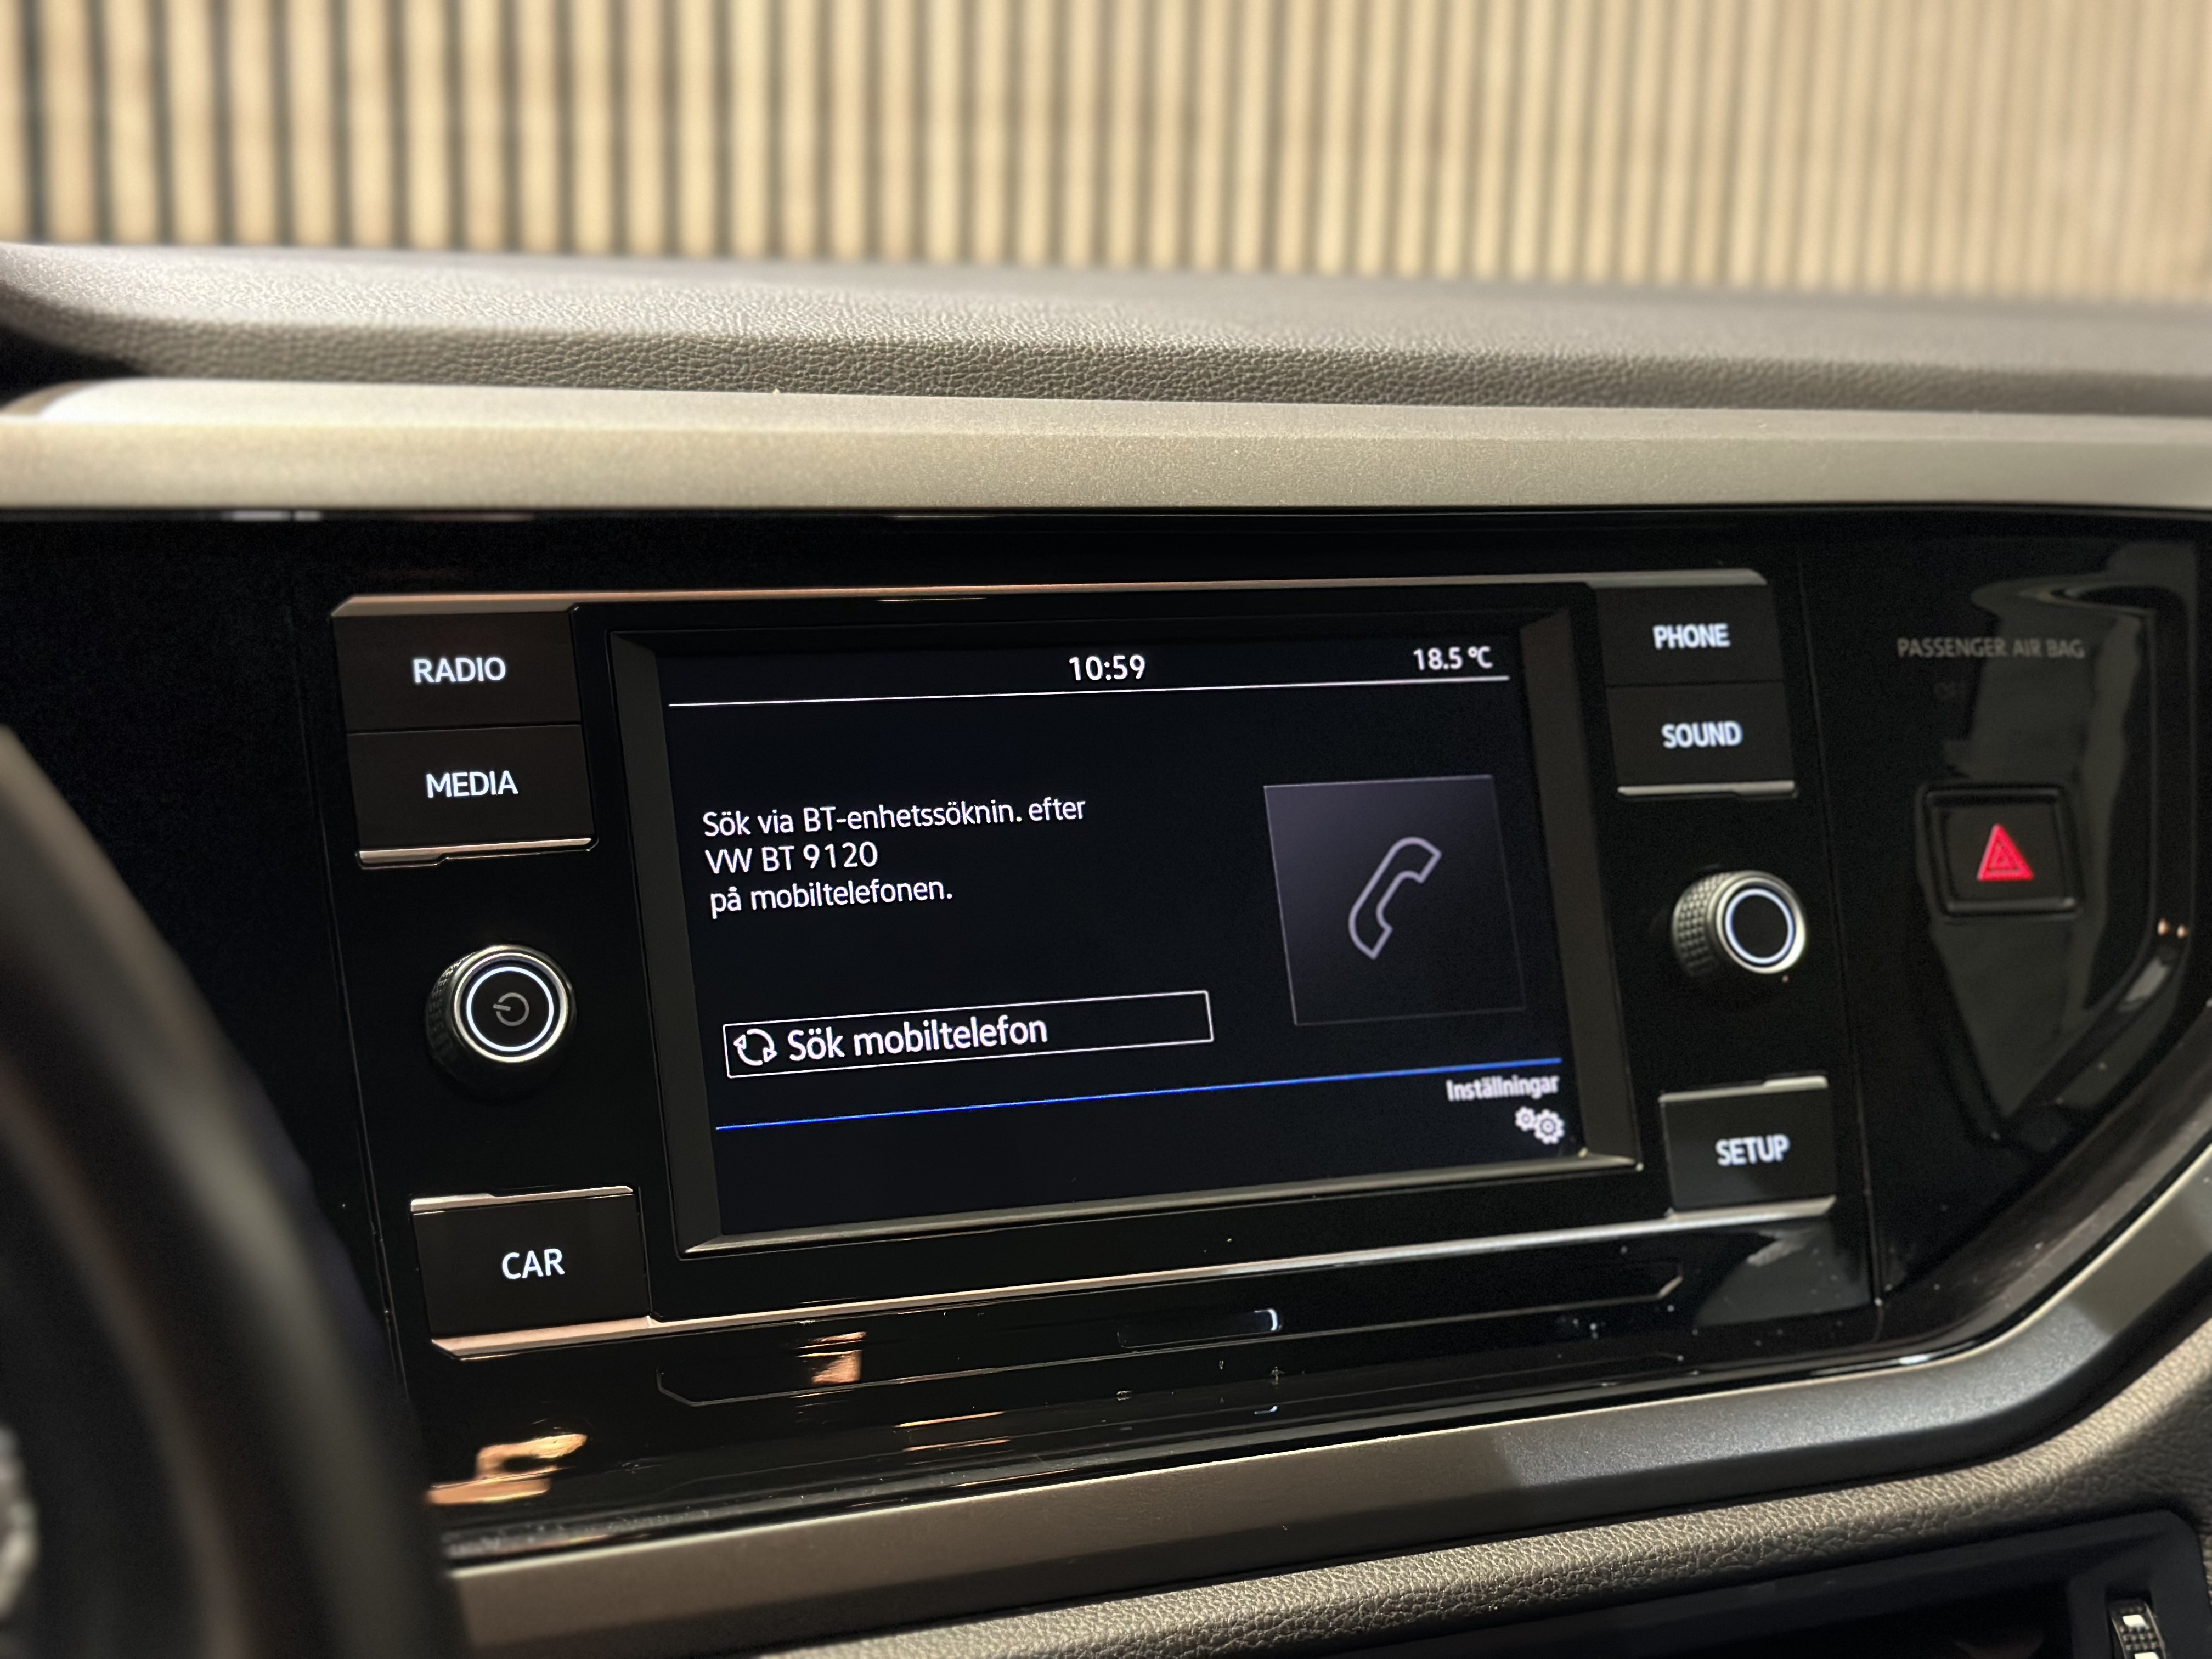 RADIO
MEDIA
CAR
10:59
18.5 °C
Sök via BT-enhetssöknin. efter
VW BT 9120
på mobiltelefonen.
Sök mobiltelefon
Inställningar
PHONE
SOUND
SETUP
PASSENGER AIR BAG